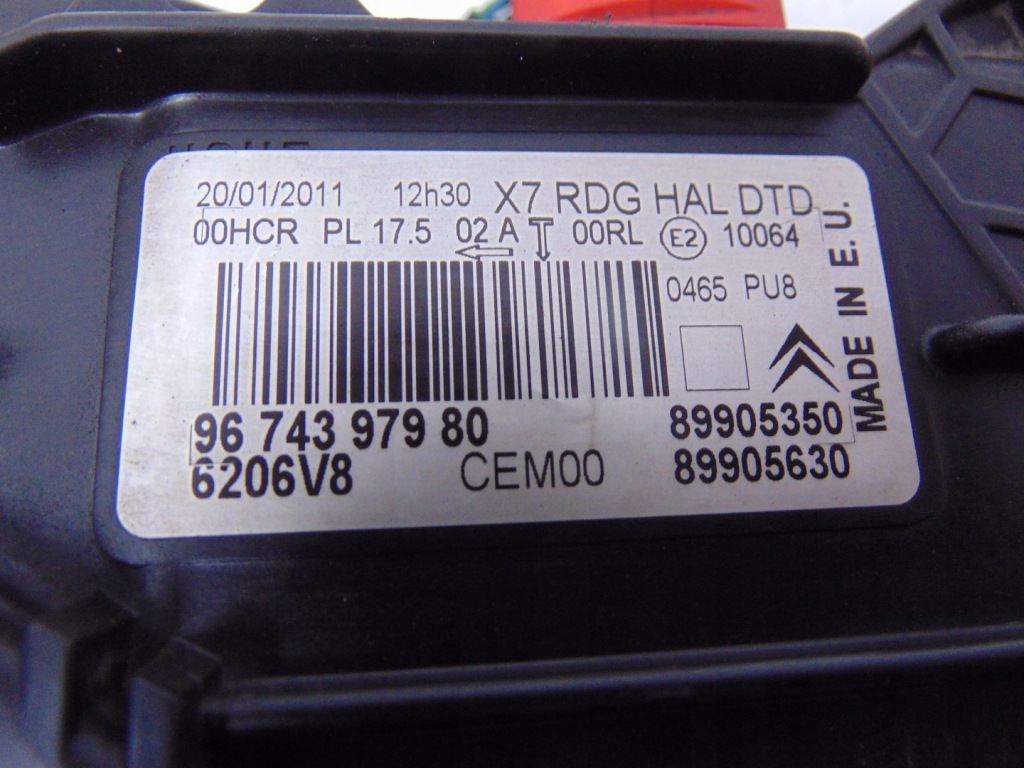 20/01/2011 12h30 X7 RDG HAL DTD
00HCR PL 17.5 02 A T 00RL E2 10064
0465 PU8
MADE IN E. U.
96 743 979 80 89905350
6206V8 CEM00 89905630